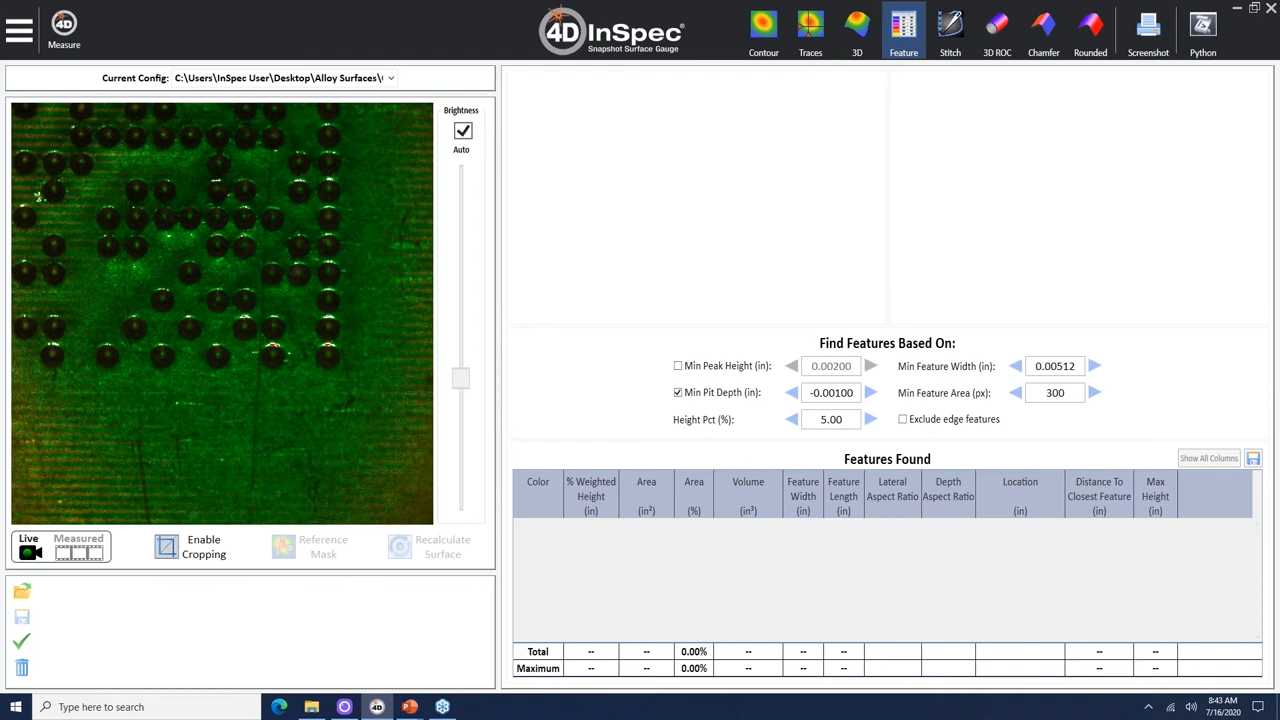 4D
Measure
4D InSpec®
Snapshot Surface Gauge
Contour
Traces
3D
Feature
Stitch
3D ROC
Chamfer
Rounded
Screenshot
Python
Current Config: C:\Users\InSpec User\Desktop\Alloy Surfaces\
Brightness
Auto
Live
Measured
Enable
Cropping
Reference
Mask
Recalculate
Surface
Find Features Based On:
Min Peak Height (in): 0.00200 Min Feature Width (in): 0.00512
Min Pit Depth (in): -0.00100 Min Feature Area (px): 300
Height Pct (%): 5.00 Exclude edge features
Features Found
Show All Columns
Color % Weighted Area Area Volume Feature Feature Lateral Depth Location Distance To Max
Height Width Length Aspect Ratio Aspect Ratio Closest Feature Height
(in) (in²) (%) (in³) (in) (in) (in) (in) (in)
Total -- -- 0.00% -- -- -- -- --
Maximum -- -- 0.00% -- -- -- -- --
Type here to search
4D
8:43 AM
7/16/2020